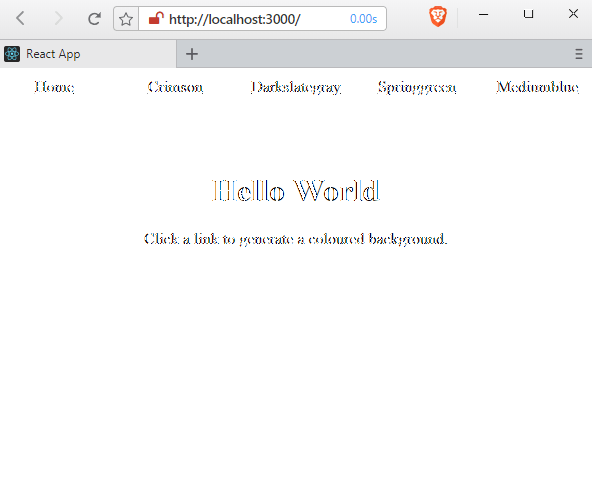 http://localhost:3000/ 0.00s
React App
Home Crimson Darkslategray Springgreen Mediumblue
Hello World
Click a link to generate a coloured background.